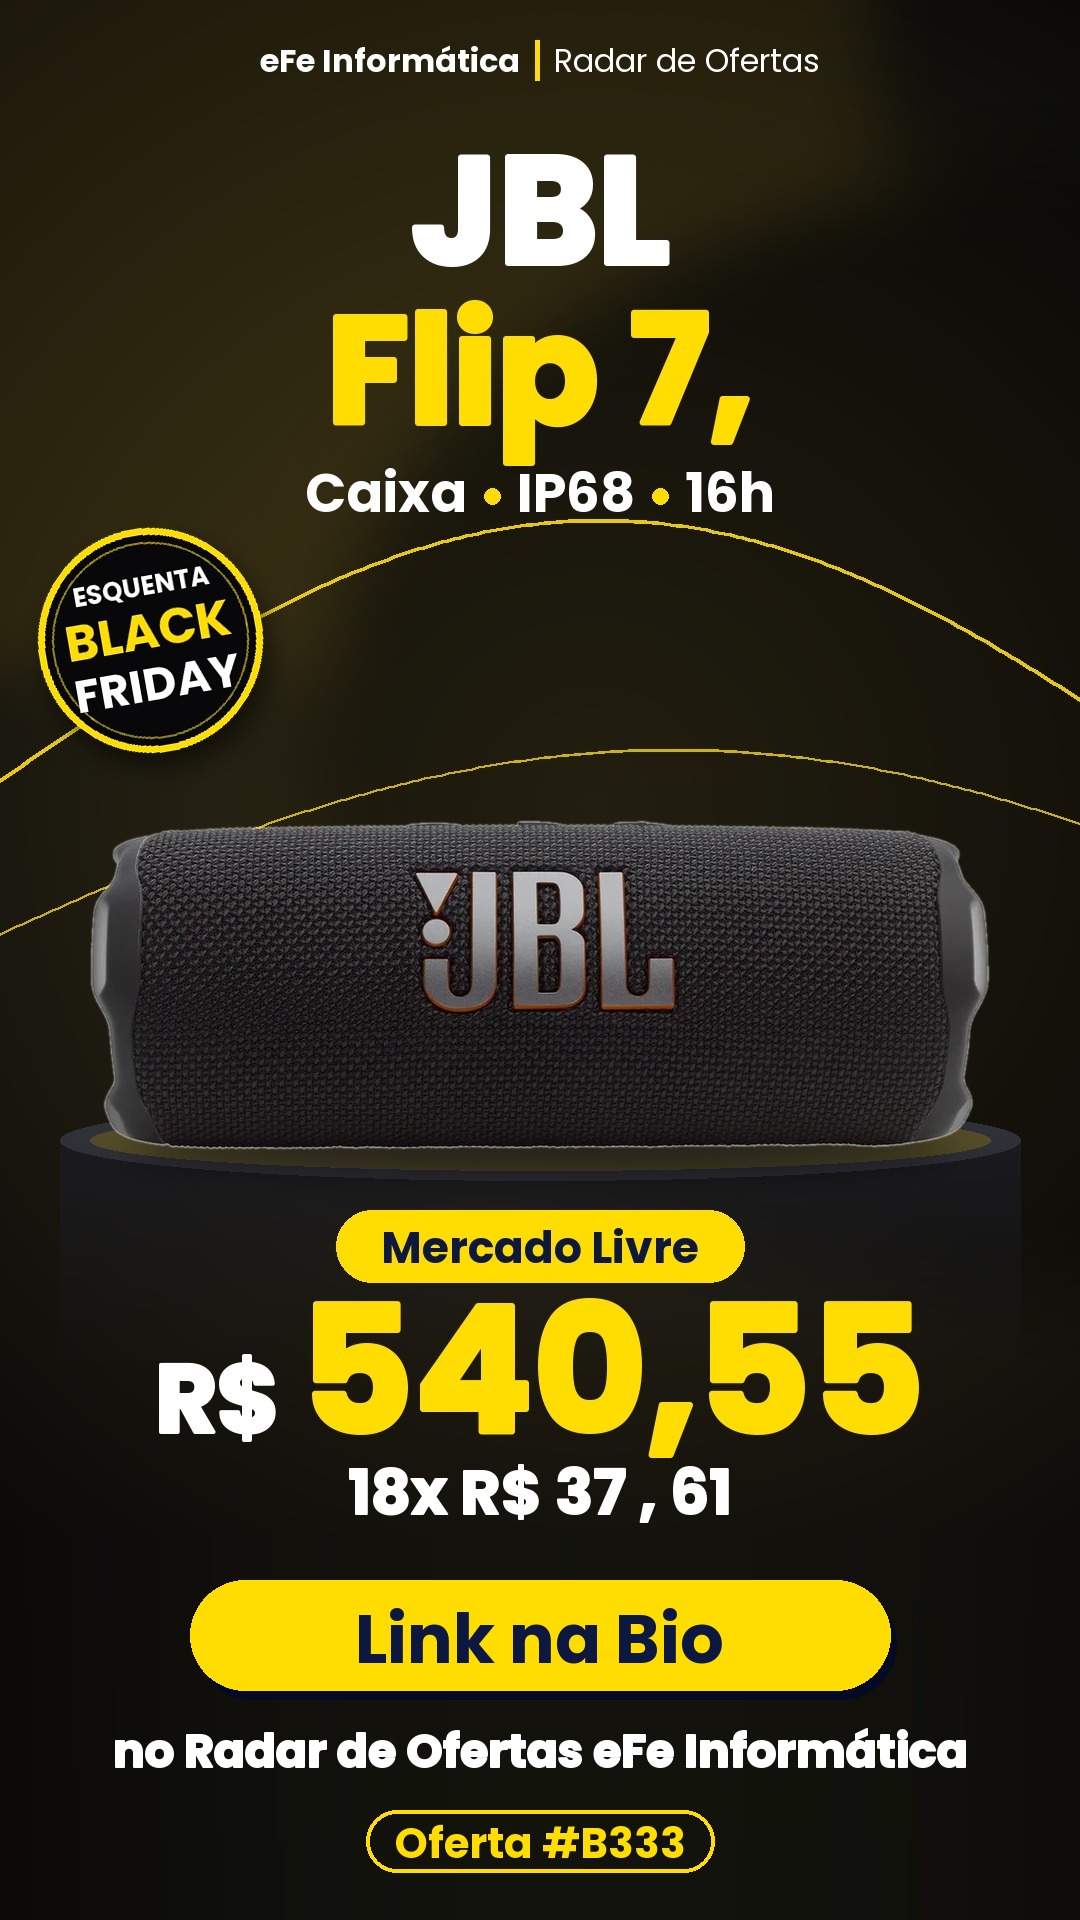 eFe Informática | Radar de Ofertas
JBL
Flip 7,
Caixa • IP68 • 16h
ESQUENTA
BLACK
FRIDAY
JBL
Mercado Livre
R$ 540,55
18x R$ 37 , 61
Link na Bio
no Radar de Ofertas eFe Informática
Oferta #B333